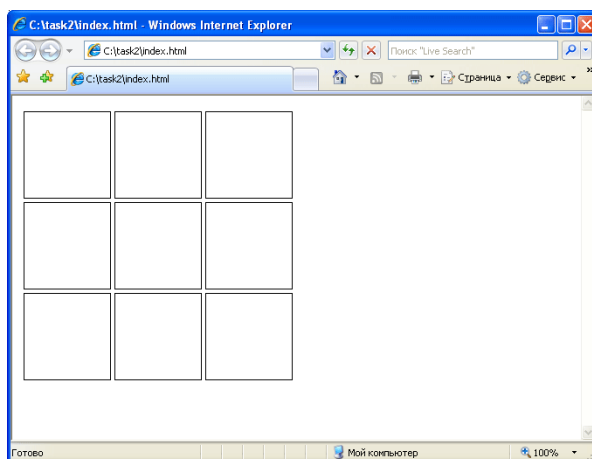 C:\task2\index.html - Windows Internet Explorer
C:\task2\index.html
Поиск "Live Search"
C:\task2\index.html
Страница
Сервис
»
Готово
Мой компьютер
100%